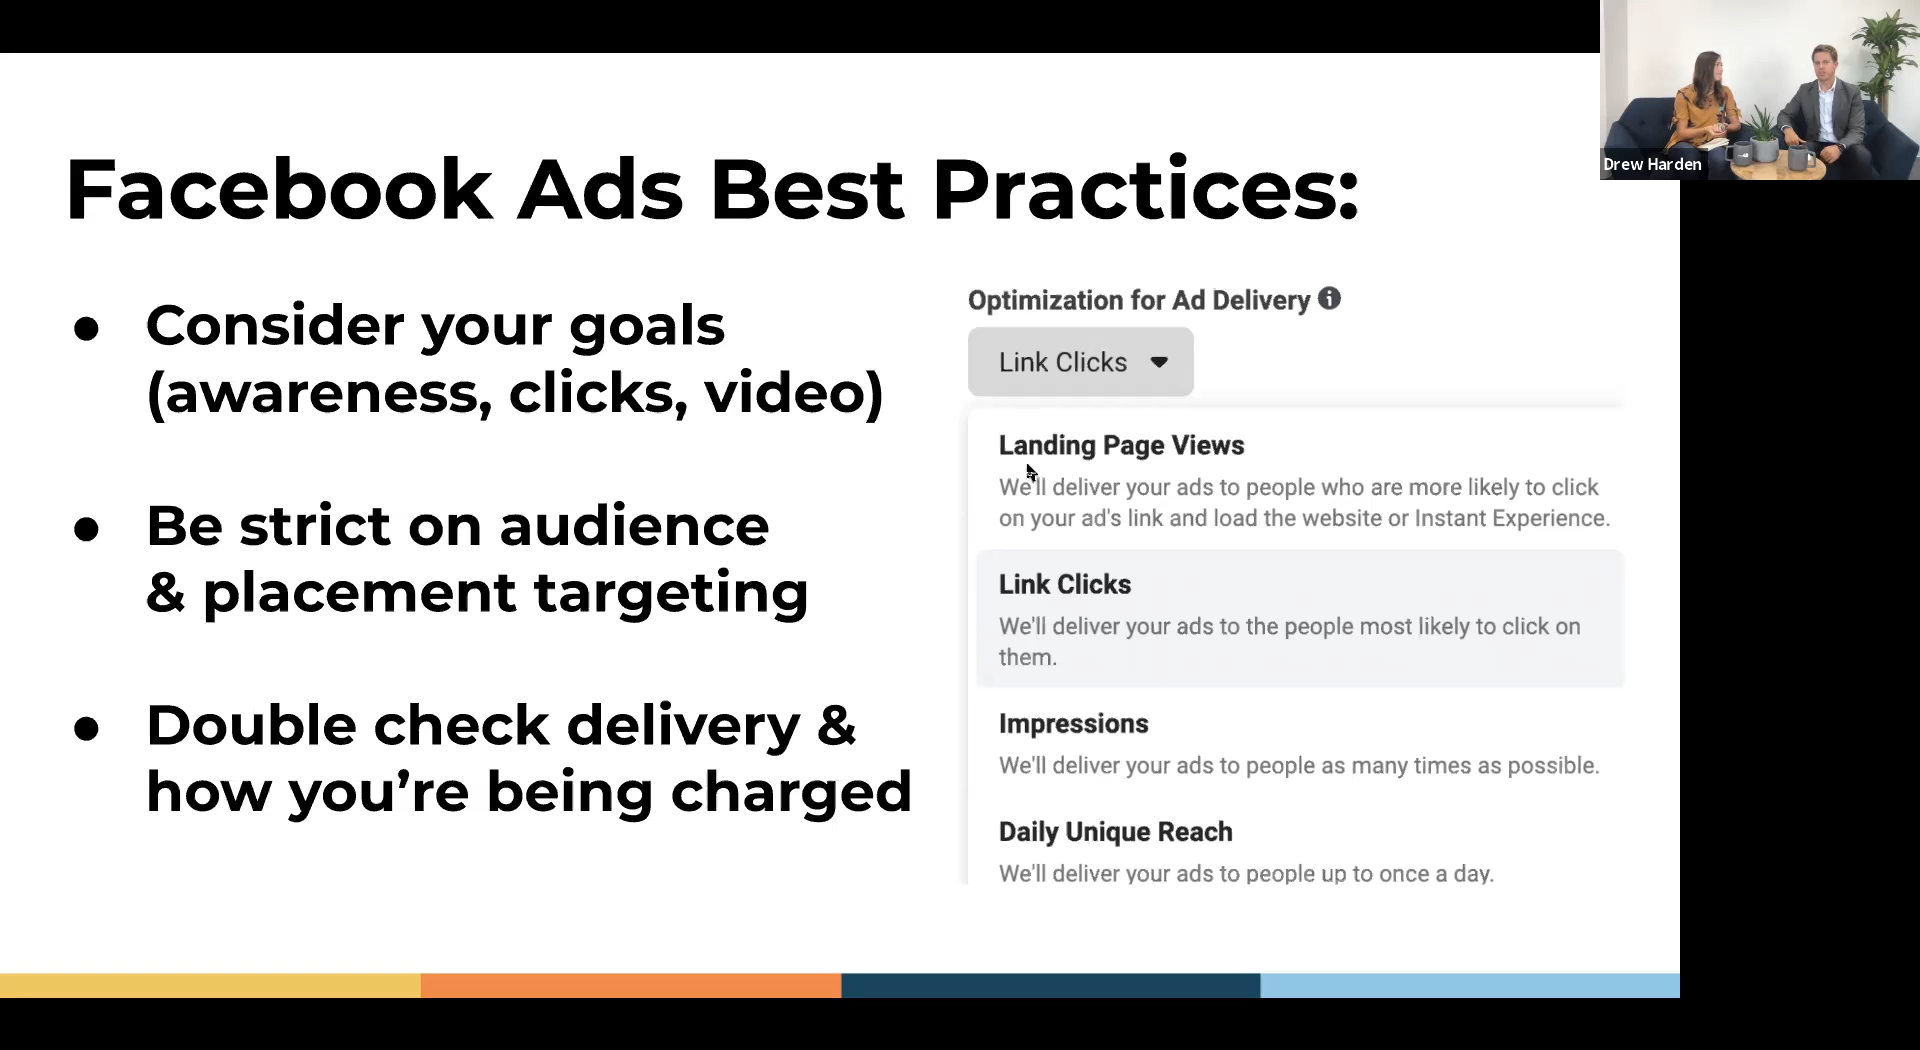 Drew Harden
Facebook Ads Best Practices:
● Consider your goals
(awareness, clicks, video)
● Be strict on audience
& placement targeting
● Double check delivery &
how you’re being charged
Optimization for Ad Delivery
Link Clicks
Landing Page Views
We'll deliver your ads to people who are more likely to click
on your ad's link and load the website or Instant Experience.
Link Clicks
We'll deliver your ads to the people most likely to click on
them.
Impressions
We'll deliver your ads to people as many times as possible.
Daily Unique Reach
We'll deliver your ads to people up to once a day.